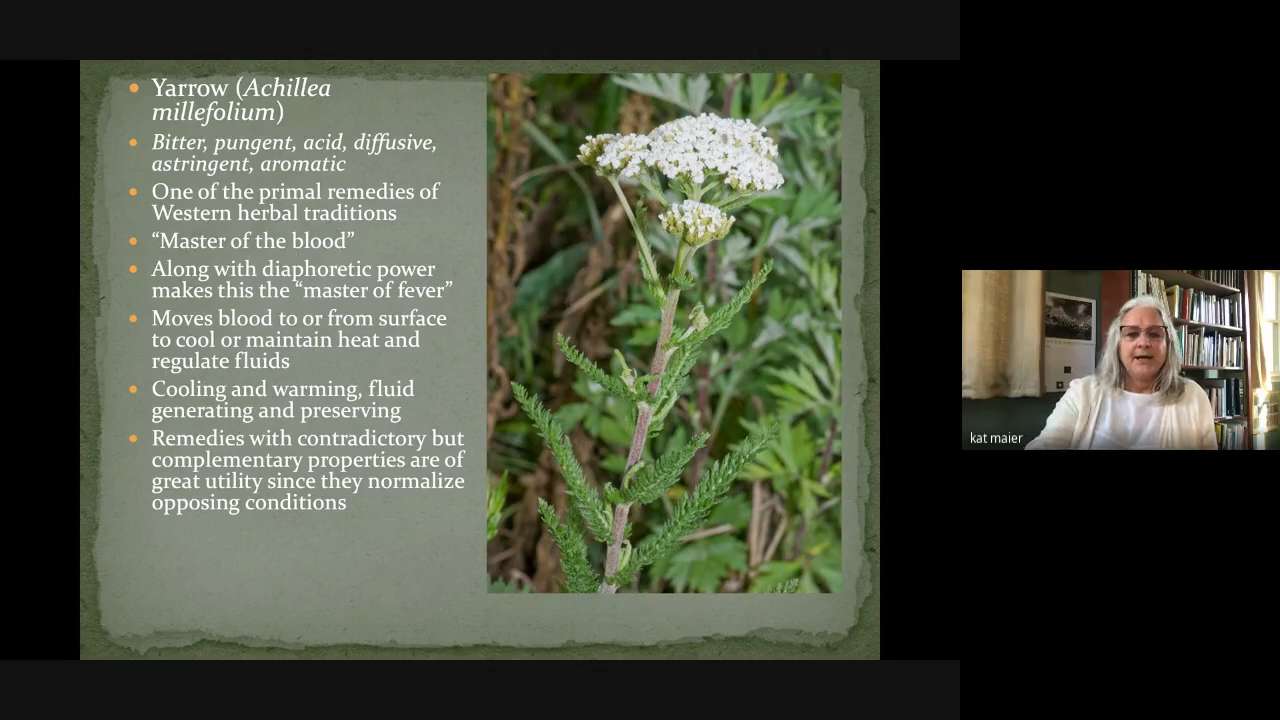 Yarrow (Achillea
millefolium)
Bitter, pungent, acid, diffusive,
astringent, aromatic
One of the primal remedies of
Western herbal traditions
“Master of the blood”
Along with diaphoretic power
makes this the “master of fever”
Moves blood to or from surface
to cool or maintain heat and
regulate fluids
Cooling and warming, fluid
generating and preserving
Remedies with contradictory but
complementary properties are of
great utility since they normalize
opposing conditions
kat maier